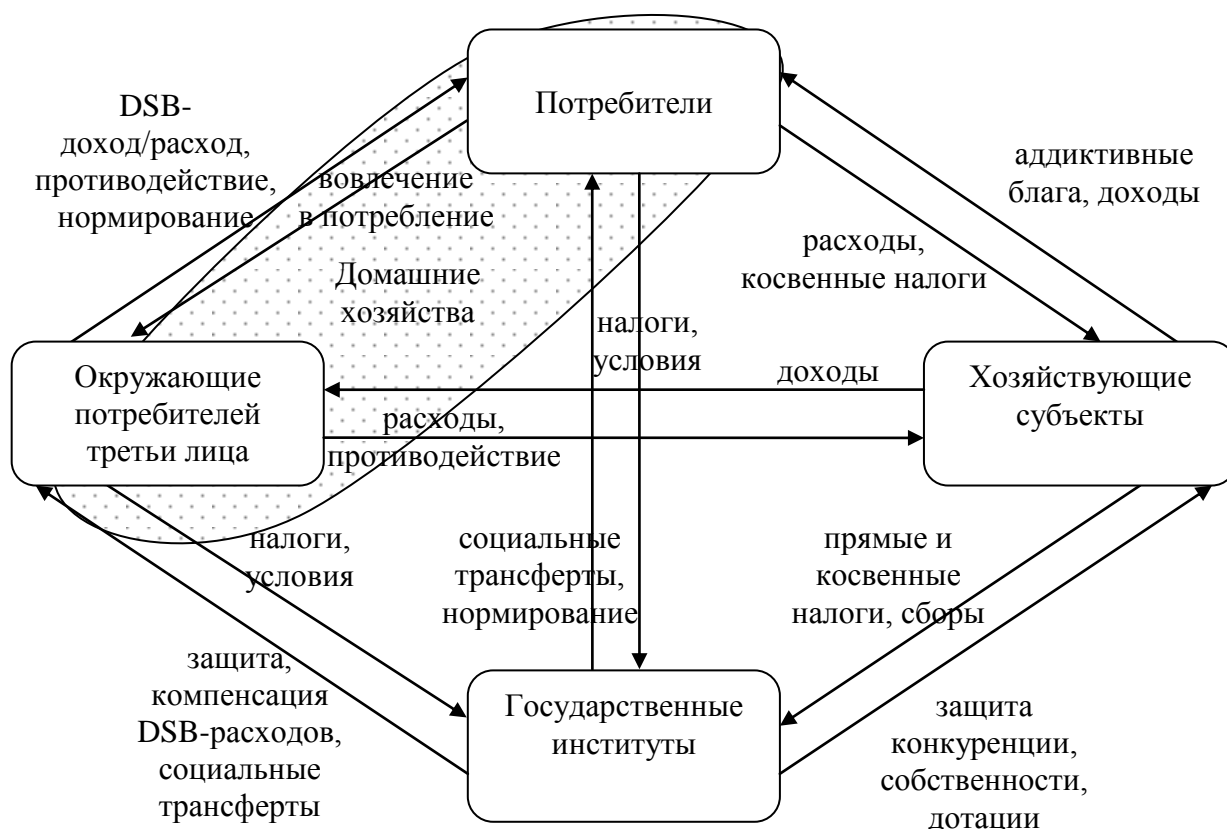 Потребители
DSB-
доход/расход,
противодействие,
нормирование
вовлечение
в потребление
аддиктивные
блага, доходы
расходы,
косвенные налоги
Домашние
хозяйства
налоги,
условия
Окружающие
потребителей
третьи лица
доходы
Хозяйствующие
субъекты
расходы,
противодействие
налоги,
условия
социальные
трансферты,
нормирование
прямые и
косвенные
налоги, сборы
защита,
компенсация
DSB-расходов,
социальные
трансферты
Государственные
институты
защита
конкуренции,
собственности,
дотации